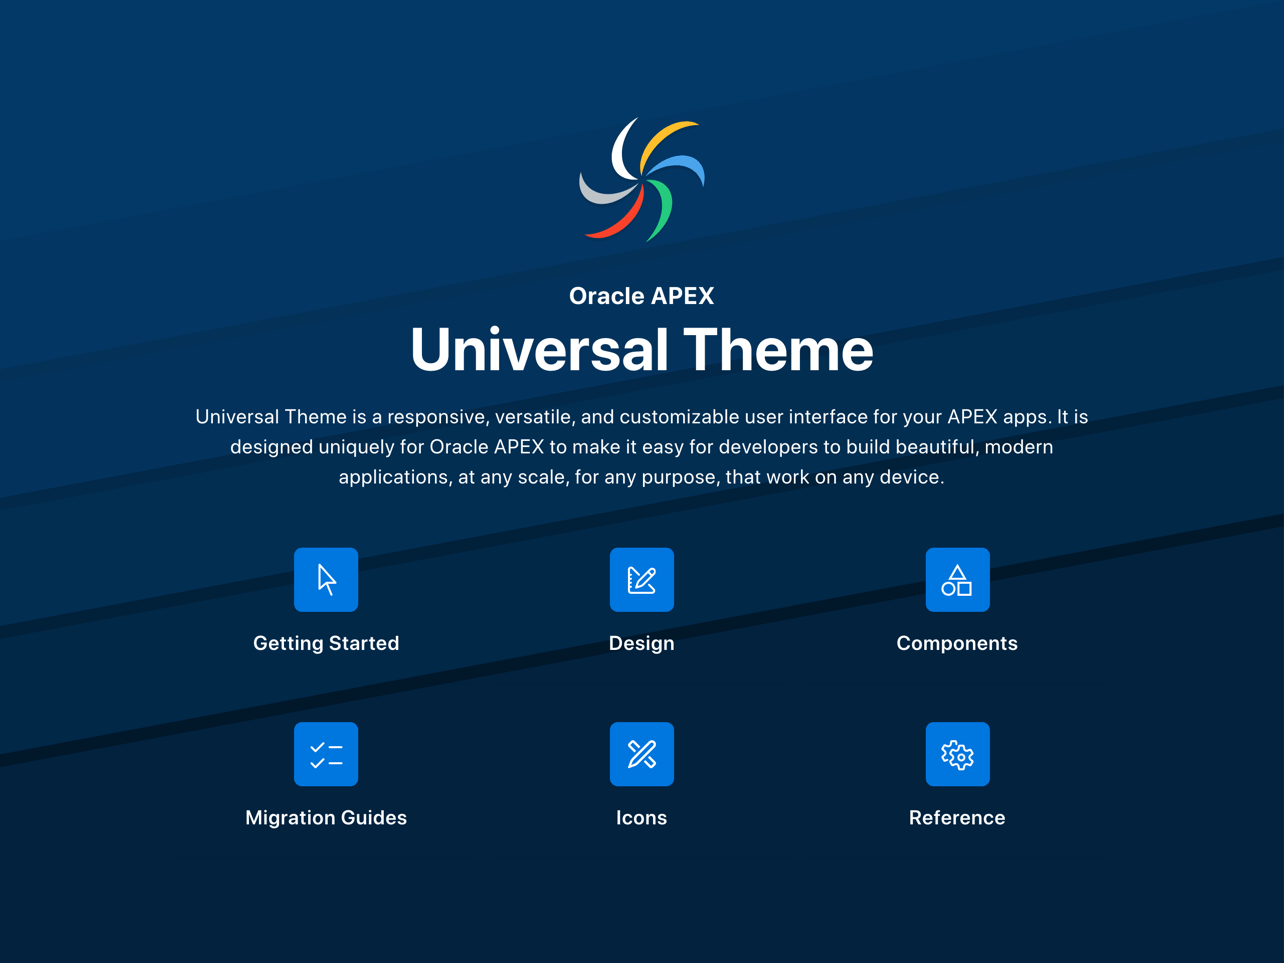 Oracle APEX
Universal Theme
Universal Theme is a responsive, versatile, and customizable user interface for your APEX apps. It is
designed uniquely for Oracle APEX to make it easy for developers to build beautiful, modern
applications, at any scale, for any purpose, that work on any device.
Getting Started
Design
Components
Migration Guides
Icons
Reference